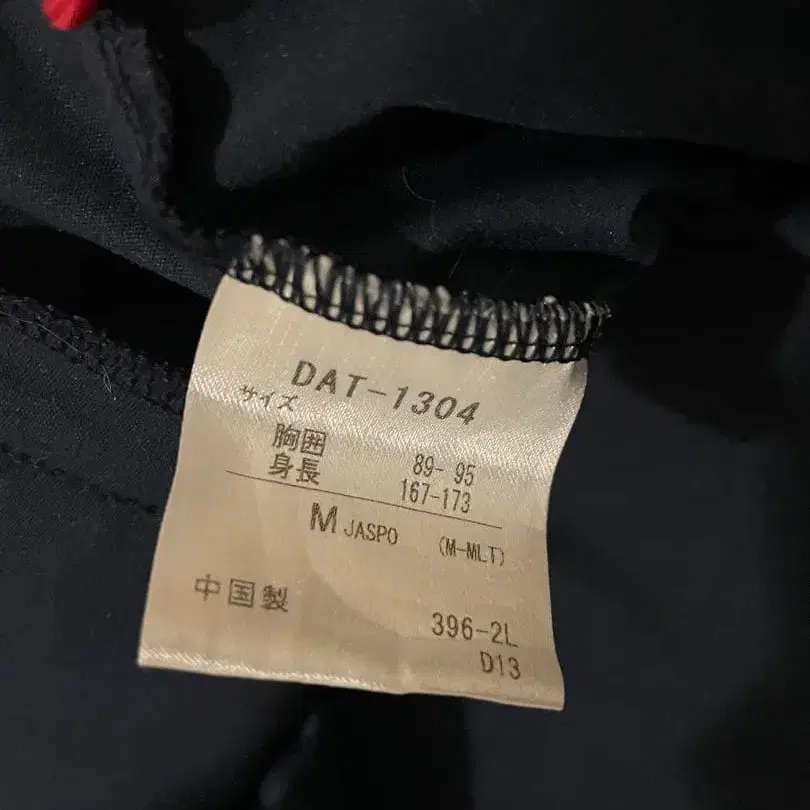 DAT-1304
サイズ
胸囲 89-95
身長 167-173
M JASPO (M-MLT)
中国製
396-2L
D13